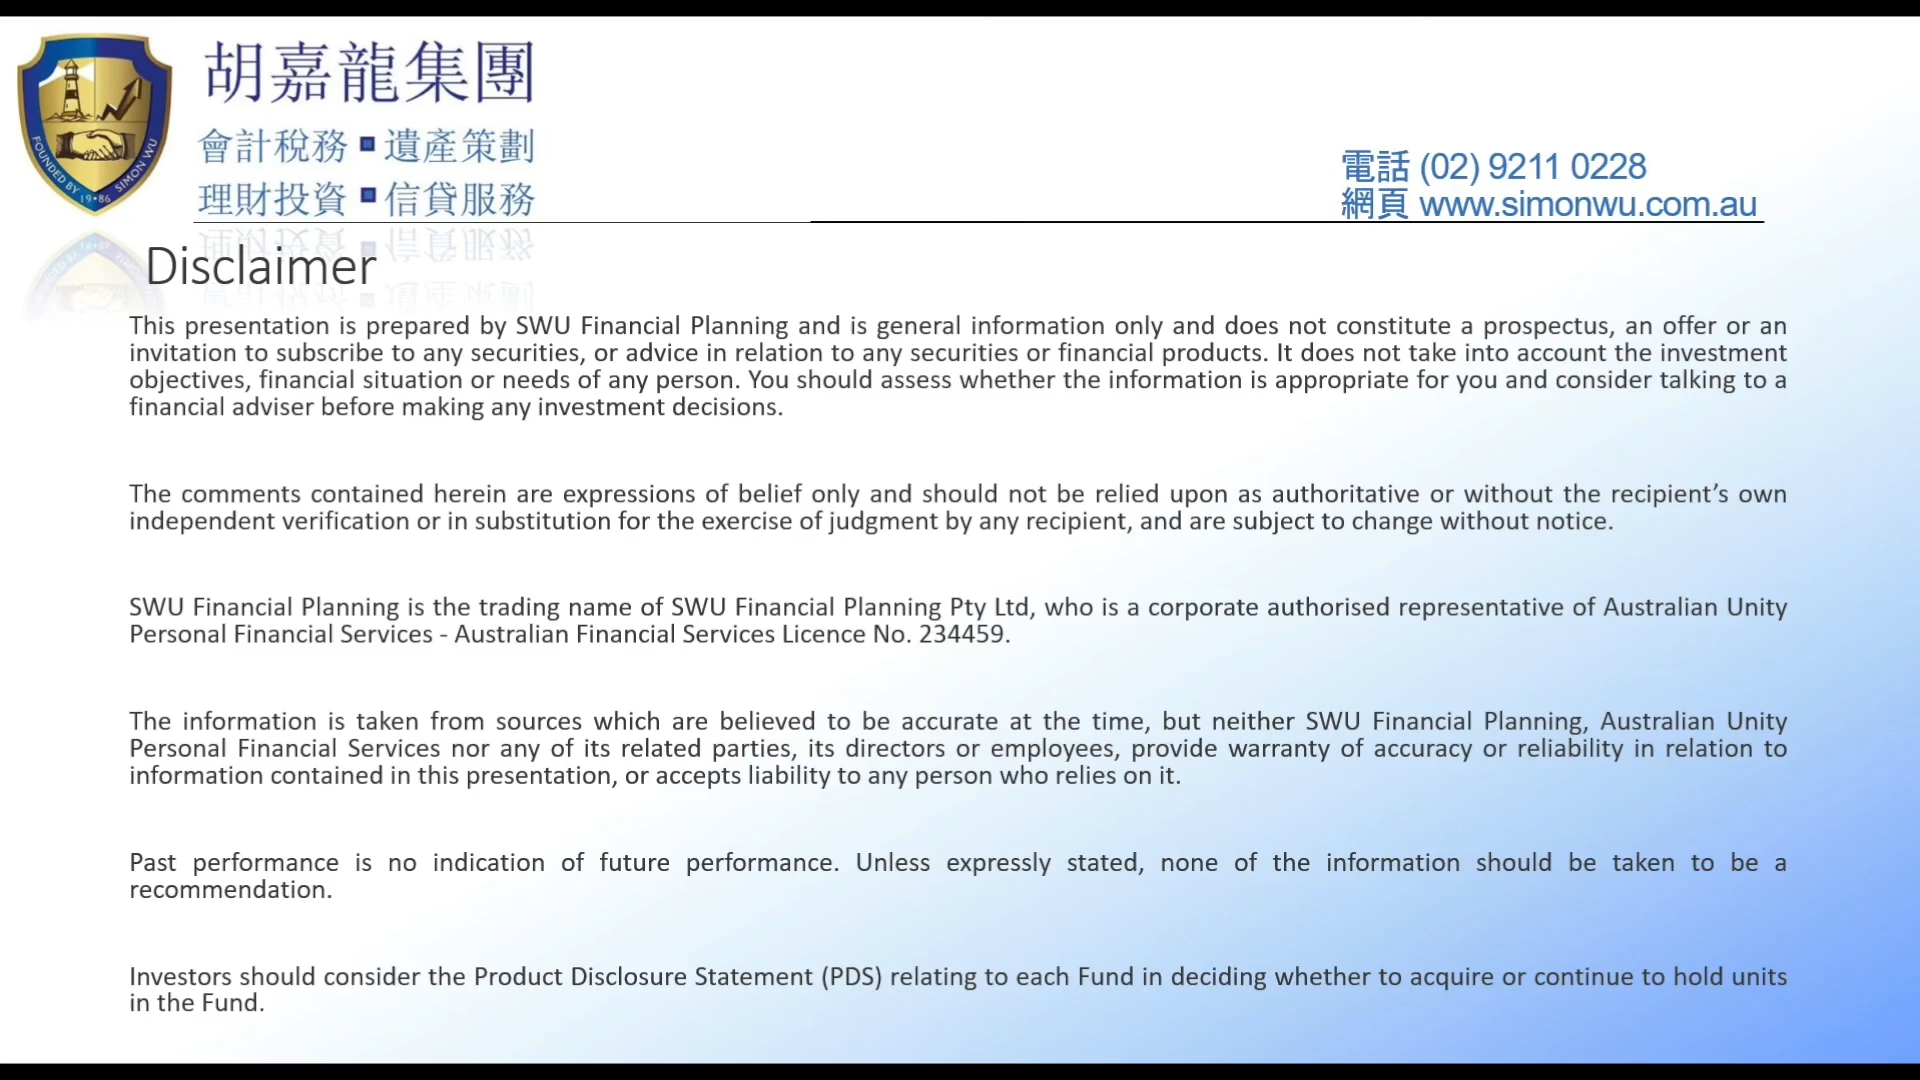 胡嘉龍集團
會計稅務 ▪ 遺產策劃
理財投資 ▪ 信貸服務
FOUNDED BY SIMON WU
19•86
電話 (02) 9211 0228
網頁 www.simonwu.com.au
Disclaimer
This presentation is prepared by SWU Financial Planning and is general information only and does not constitute a prospectus, an offer or an
invitation to subscribe to any securities, or advice in relation to any securities or financial products. It does not take into account the investment
objectives, financial situation or needs of any person. You should assess whether the information is appropriate for you and consider talking to a
financial adviser before making any investment decisions.
The comments contained herein are expressions of belief only and should not be relied upon as authoritative or without the recipient’s own
independent verification or in substitution for the exercise of judgment by any recipient, and are subject to change without notice.
SWU Financial Planning is the trading name of SWU Financial Planning Pty Ltd, who is a corporate authorised representative of Australian Unity
Personal Financial Services - Australian Financial Services Licence No. 234459.
The information is taken from sources which are believed to be accurate at the time, but neither SWU Financial Planning, Australian Unity
Personal Financial Services nor any of its related parties, its directors or employees, provide warranty of accuracy or reliability in relation to
information contained in this presentation, or accepts liability to any person who relies on it.
Past performance is no indication of future performance. Unless expressly stated, none of the information should be taken to be a
recommendation.
Investors should consider the Product Disclosure Statement (PDS) relating to each Fund in deciding whether to acquire or continue to hold units
in the Fund.